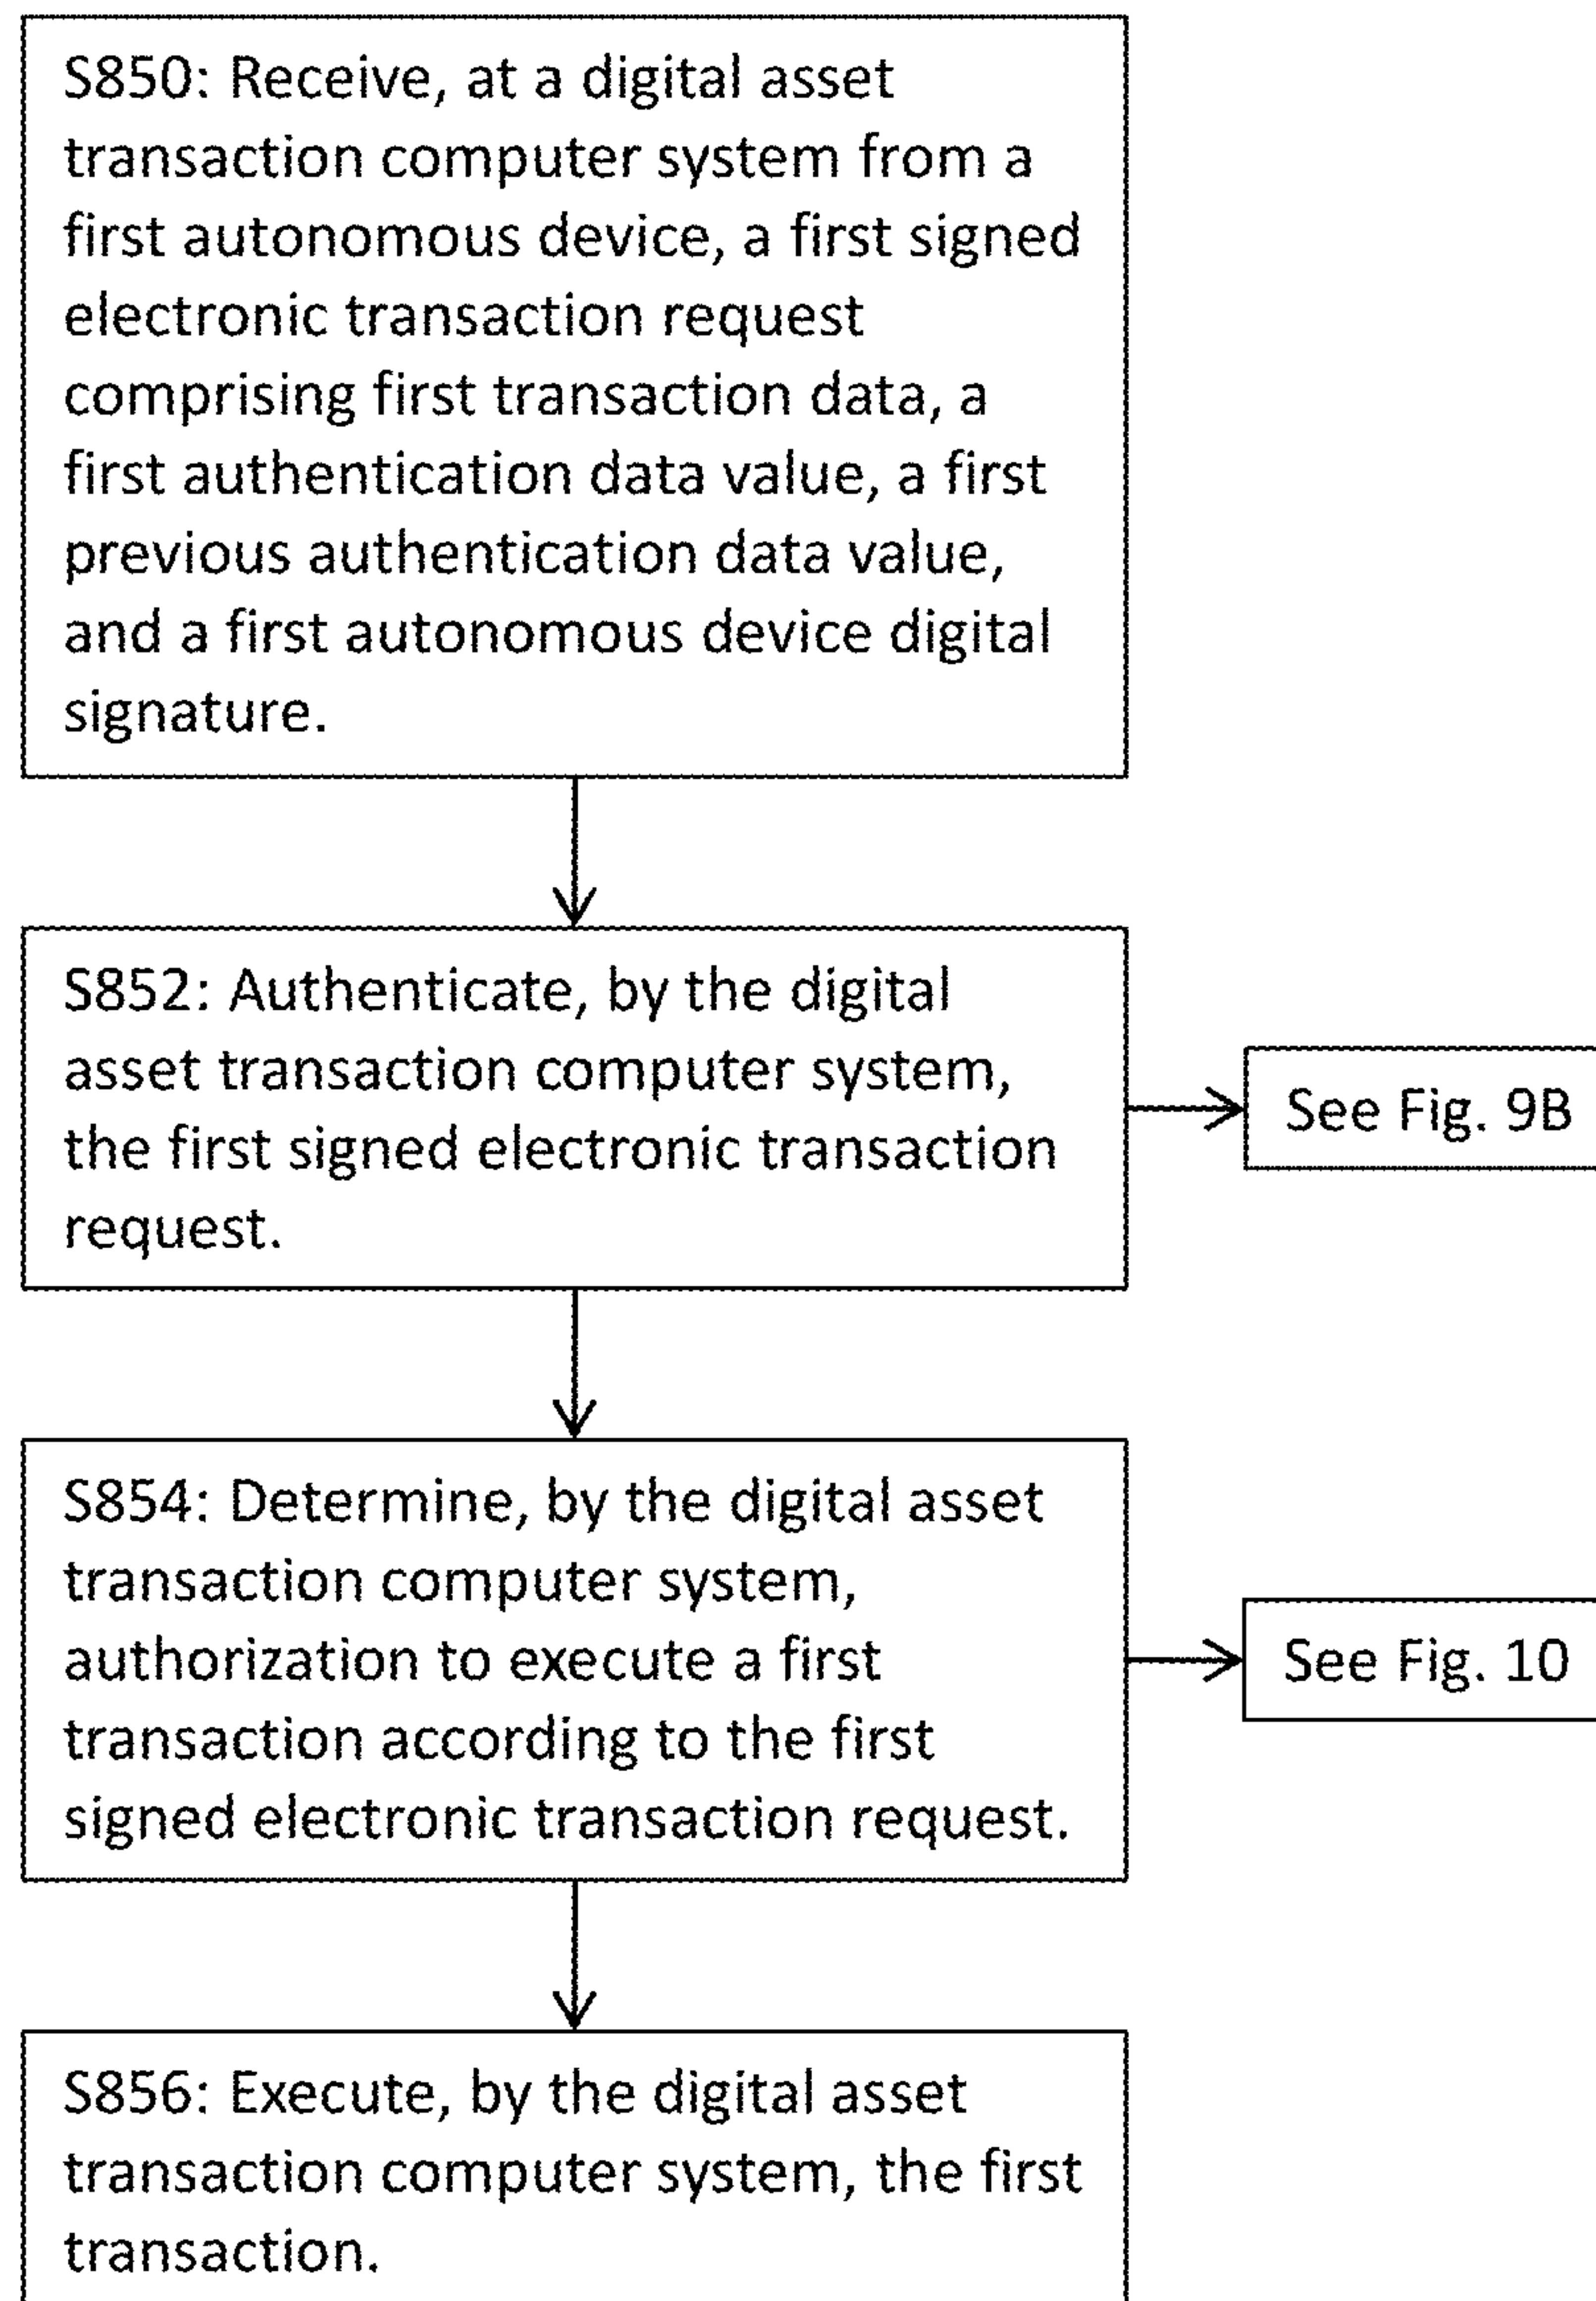 S850: Receive, at a digital asset
transaction computer system from a
first autonomous device, a first signed
electronic transaction request
comprising first transaction data, a
first authentication data value, a first
previous authentication data value,
and a first autonomous device digital
signature.
S852: Authenticate, by the digital
asset transaction computer system,
the first signed electronic transaction
request.
See Fig. 9B
S854: Determine, by the digital asset
transaction computer system,
authorization to execute a first
transaction according to the first
signed electronic transaction request.
See Fig. 10
S856: Execute, by the digital asset
transaction computer system, the first
transaction.